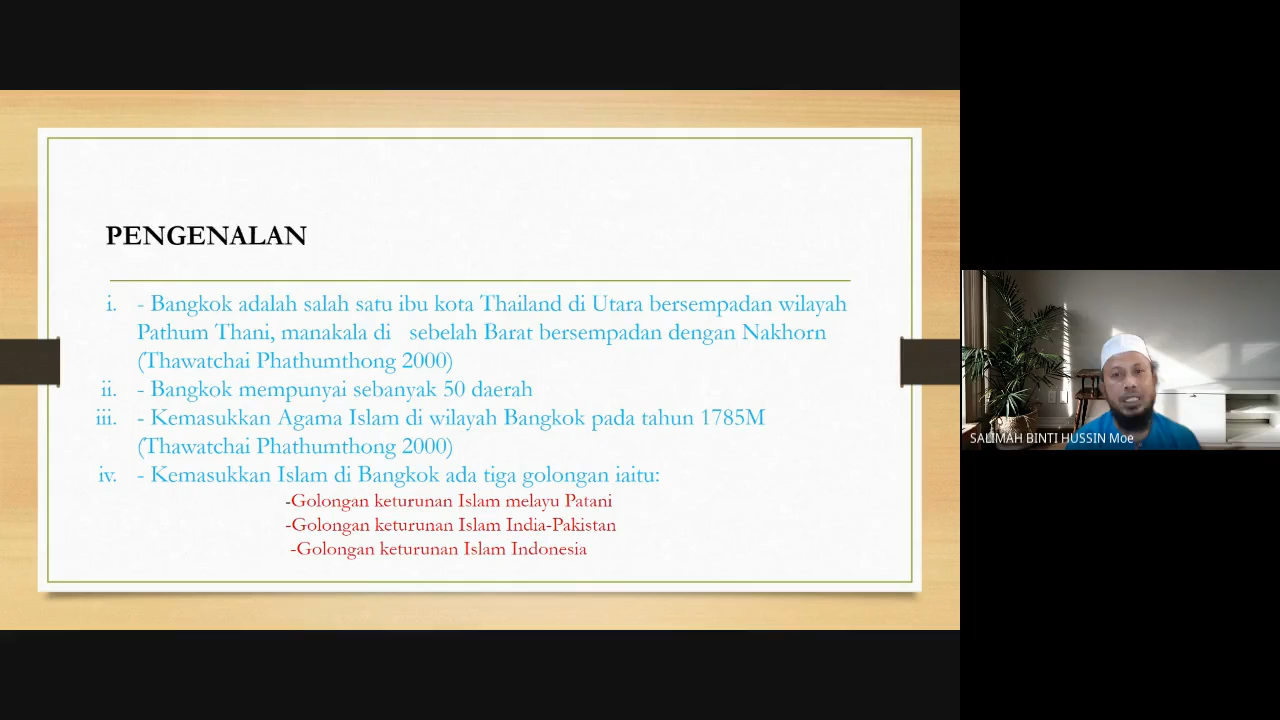 PENGENALAN
i. - Bangkok adalah salah satu ibu kota Thailand di Utara bersempadan wilayah
Pathum Thani, manakala di sebelah Barat bersempadan dengan Nakhorn
(Thawatchai Phathumthong 2000)
ii. - Bangkok mempunyai sebanyak 50 daerah
iii. - Kemasukkan Agama Islam di wilayah Bangkok pada tahun 1785M
(Thawatchai Phathumthong 2000)
iv. - Kemasukkan Islam di Bangkok ada tiga golongan iaitu:
-Golongan keturunan Islam melayu Patani
-Golongan keturunan Islam India-Pakistan
-Golongan keturunan Islam Indonesia
SALIMAH BINTI HUSSIN Moe